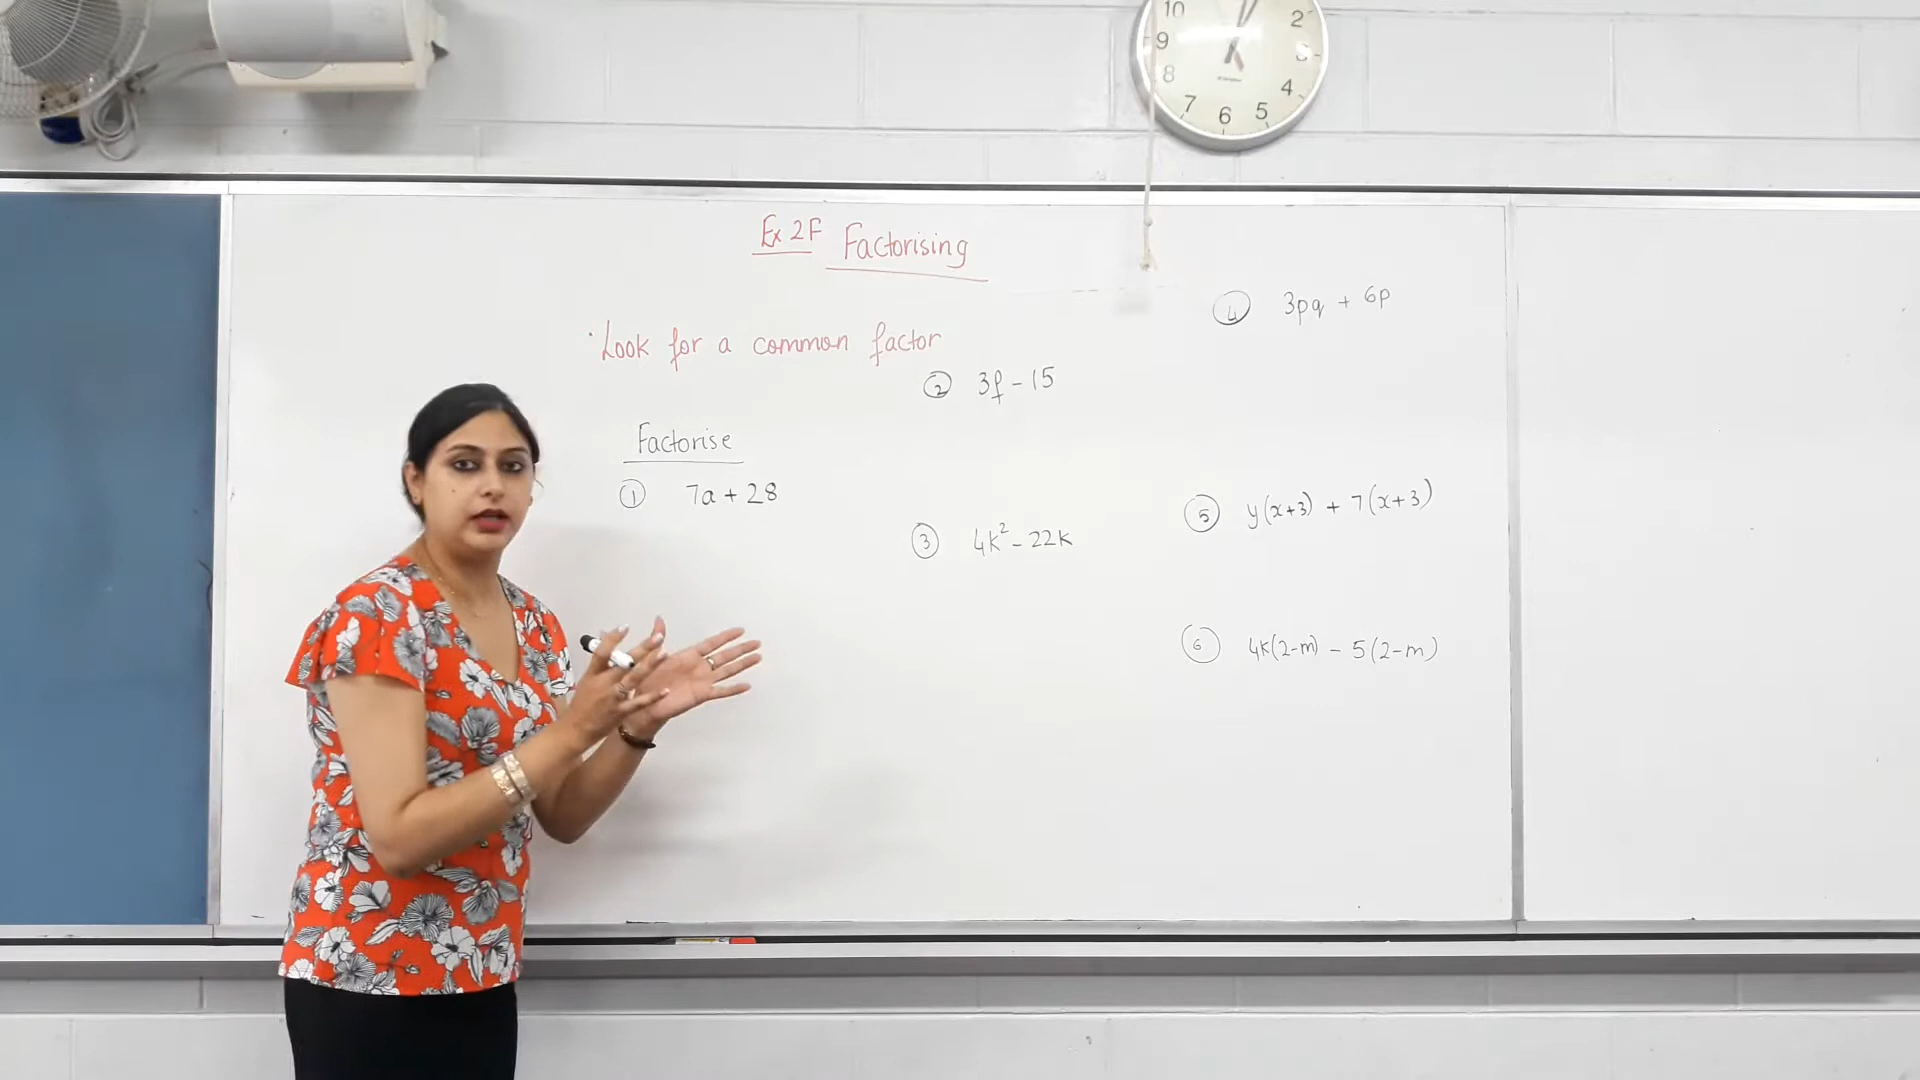 10
2
9
3
8
4
7
6
5
Ex 2F Factorising
· Look for a common factor
Factorise
① 7a + 28
② 3f - 15
③ 4k² - 22k
④ 3pq + 6p
⑤ y(x+3) + 7(x+3)
⑥ 4k(2-m) - 5(2-m)